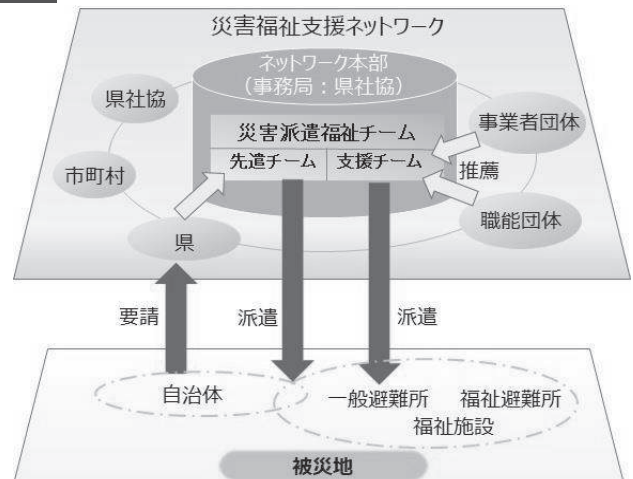 災害福祉支援ネットワーク
ネットワーク本部
（事務局：県社協）
県社協
事業者団体
災害派遣福祉チーム
先遣チーム
支援チーム
推薦
市町村
職能団体
県
要請
派遣
派遣
自治体
一般避難所
福祉避難所
福祉施設
被災地